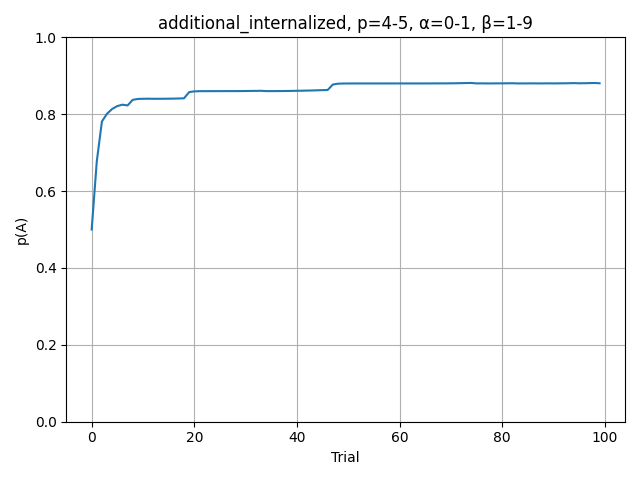 additional_internalized, p=4-5, α=0-1, β=1-9
1.0
0.8
0.6
0.4
0.2
0.0
p(A)
0 20 40 60 80 100
Trial